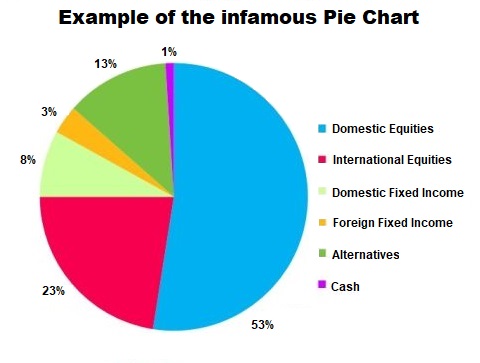 Example of the infamous Pie Chart
1%
13%
3%
8%
23%
53%
Domestic Equities
International Equities
Domestic Fixed Income
Foreign Fixed Income
Alternatives
Cash